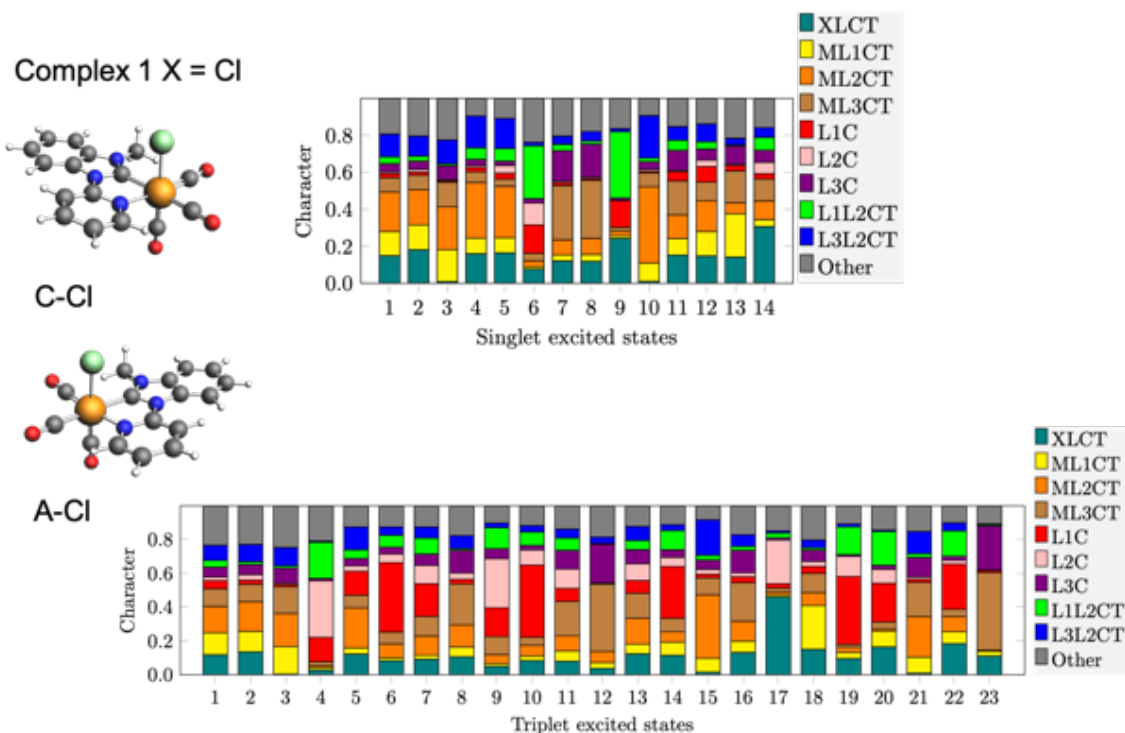 Complex 1 X = Cl
C-Cl
A-Cl
Character
0.8
0.6
0.4
0.2
0.0
1 2 3 4 5 6 7 8 9 10 11 12 13 14
Singlet excited states
XLCT
ML1CT
ML2CT
ML3CT
L1C
L2C
L3C
L1L2CT
L3L2CT
Other
Character
0.8
0.6
0.4
0.2
0.0
1 2 3 4 5 6 7 8 9 10 11 12 13 14 15 16 17 18 19 20 21 22 23
Triplet excited states
XLCT
ML1CT
ML2CT
ML3CT
L1C
L2C
L3C
L1L2CT
L3L2CT
Other